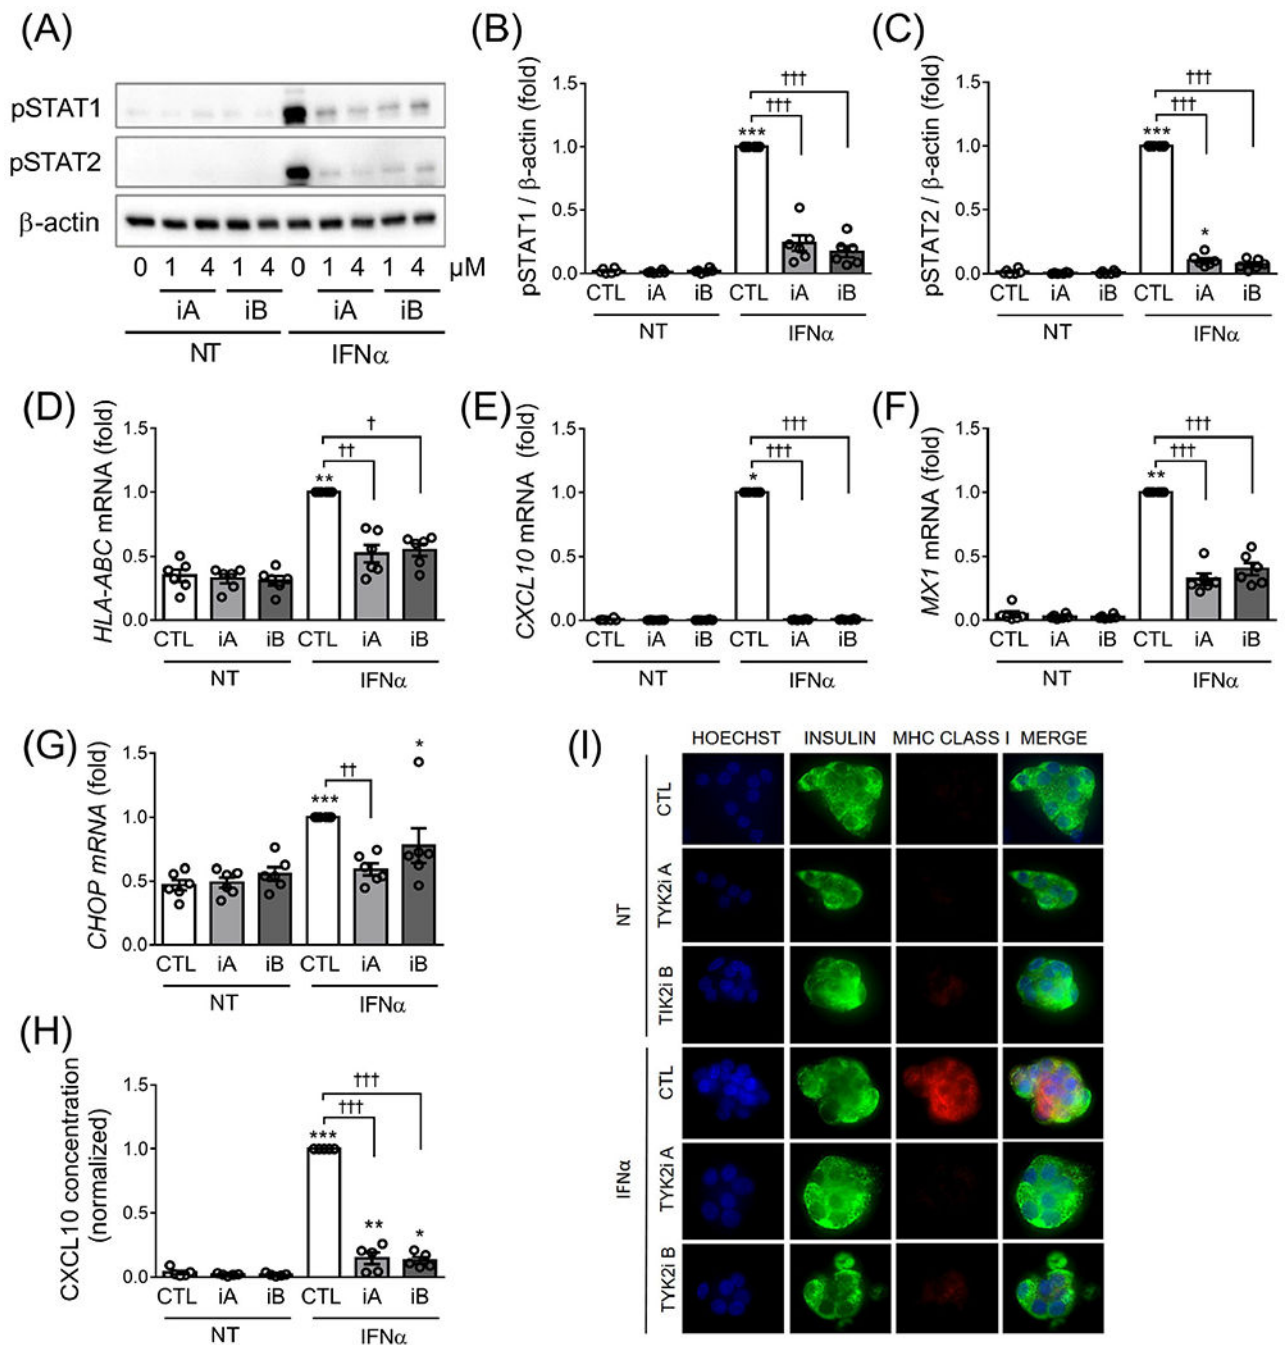 (A)
pSTAT1
pSTAT2
β-actin
0 1 4 1 4 0 1 4 1 4 μM
iA iB iA iB
NT IFNα
(B)
pSTAT1 / β-actin (fold)
1.5
1.0
0.5
0.0
†††
†††
***
CTL iA iB CTL iA iB
NT IFNα
(C)
pSTAT2 / β-actin (fold)
1.5
1.0
0.5
0.0
†††
†††
***
*
CTL iA iB CTL iA iB
NT IFNα
(D)
HLA-ABC mRNA (fold)
1.5
1.0
0.5
0.0
†
††
**
CTL iA iB CTL iA iB
NT IFNα
(E)
CXCL10 mRNA (fold)
1.5
1.0
0.5
0.0
†††
†††
*
CTL iA iB CTL iA iB
NT IFNα
(F)
MX1 mRNA (fold)
1.5
1.0
0.5
0.0
†††
†††
**
CTL iA iB CTL iA iB
NT IFNα
(G)
CHOP mRNA (fold)
1.5
1.0
0.5
0.0
*
††
***
CTL iA iB CTL iA iB
NT IFNα
(H)
CXCL10 concentration
(normalized)
1.5
1.0
0.5
0.0
†††
†††
***
**
*
CTL iA iB CTL iA iB
NT IFNα
(I)
HOECHST INSULIN MHC CLASS I MERGE
NT
CTL
TYK2i A
TIK2i B
IFNα
CTL
TYK2i A
TYK2i B